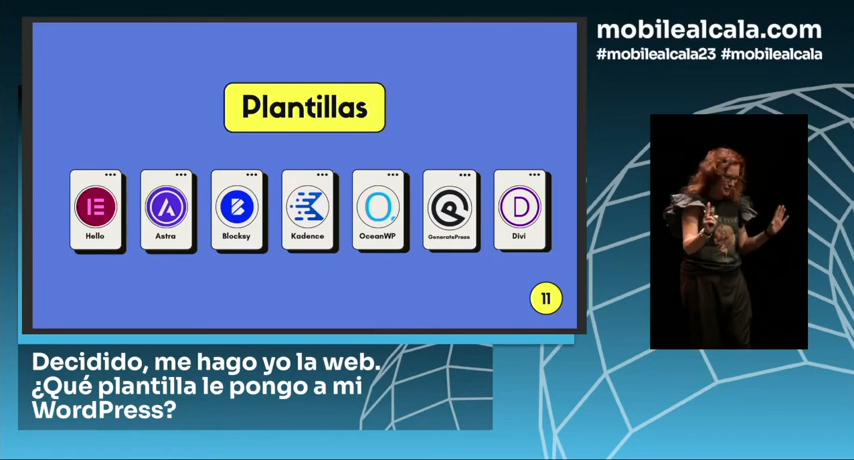 mobilealcala.com
#mobilealcala23 #mobilealcala
Plantillas
Hello
Astra
Blocksy
Kadence
OceanWP
GeneratePress
Divi
11
Decidido, me hago yo la web.
¿Qué plantilla le pongo a mi
WordPress?